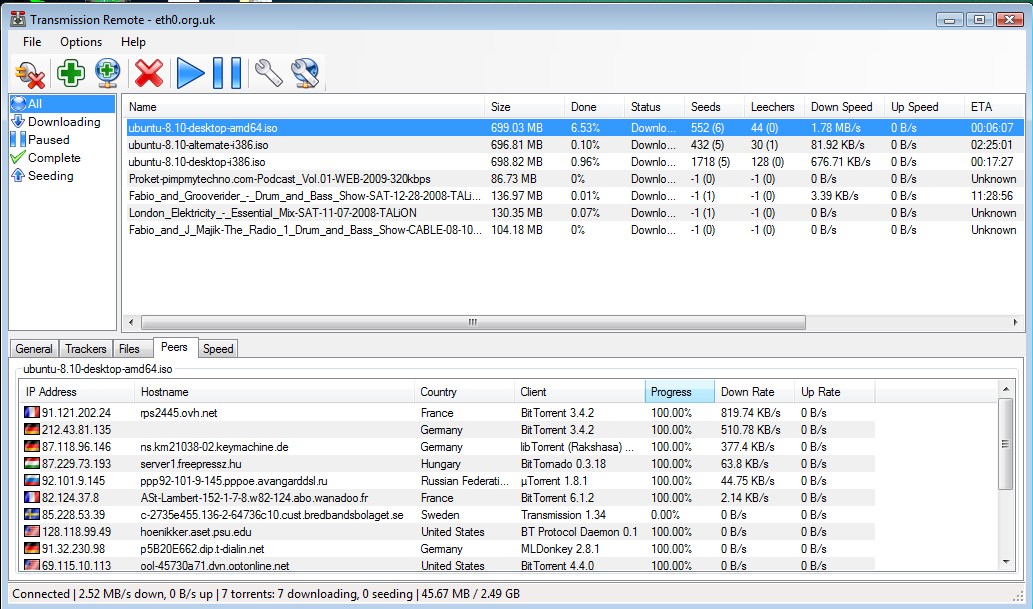 Transmission Remote - eth0.org.uk
File Options Help
All
Downloading
Paused
Complete
Seeding
Name Size Done Status Seeds Leechers Down Speed Up Speed ETA
ubuntu-8.10-desktop-amd64.iso 699.03 MB 6.53% Downlo... 552 (6) 44 (0) 1.78 MB/s 0 B/s 00:06:07
ubuntu-8.10-alternate-i386.iso 696.81 MB 0.10% Downlo... 432 (5) 30 (1) 81.92 KB/s 0 B/s 02:25:01
ubuntu-8.10-desktop-i386.iso 698.82 MB 0.96% Downlo... 1718 (5) 128 (0) 676.71 KB/s 0 B/s 00:17:27
Proket-pimpmytechno.com-Podcast_Vol.01-WEB-2009-320kbps 86.73 MB 0% Downlo... -1 (0) -1 (0) 0 B/s 0 B/s Unknown
Fabio_and_Grooverider_-_Drum_and_Bass_Show-SAT-12-28-2008-TALi... 136.97 MB 0.01% Downlo... -1 (1) -1 (0) 3.39 KB/s 0 B/s 11:28:56
London_Elektricity_-_Essential_Mix-SAT-11-07-2008-TALiON 130.35 MB 0.07% Downlo... -1 (1) -1 (0) 0 B/s 0 B/s Unknown
Fabio_and_J_Majik-The_Radio_1_Drum_and_Bass_Show-CABLE-08-10... 104.18 MB 0% Downlo... -1 (0) -1 (0) 0 B/s 0 B/s Unknown
General Trackers Files Peers Speed
ubuntu-8.10-desktop-amd64.iso
IP Address Hostname Country Client Progress Down Rate Up Rate
91.121.202.24 rps2445.ovh.net France BitTorrent 3.4.2 100.00% 819.74 KB/s 0 B/s
212.43.81.135 Germany BitTorrent 3.4.2 100.00% 510.78 KB/s 0 B/s
87.118.96.146 ns.km21038-02.keymachine.de Germany libTorrent (Rakshasa) ... 100.00% 377.4 KB/s 0 B/s
87.229.73.193 server1.freepressz.hu Hungary BitTornado 0.3.18 100.00% 63.8 KB/s 0 B/s
92.101.9.145 ppp92-101-9-145.pppoe.avangarddsl.ru Russian Federati... µTorrent 1.8.1 100.00% 44.75 KB/s 0 B/s
82.124.37.8 ASt-Lambert-152-1-7-8.w82-124.abo.wanadoo.fr France BitTorrent 6.1.2 100.00% 2.14 KB/s 0 B/s
85.228.53.39 c-2735e455.136-2-64736c10.cust.bredbandsbolaget.se Sweden Transmission 1.34 0.00% 0 B/s 0 B/s
128.118.99.49 hoenikker.aset.psu.edu United States BT Protocol Daemon 0.1 100.00% 0 B/s 0 B/s
91.32.230.98 p5B20E662.dip.t-dialin.net Germany MLDonkey 2.8.1 100.00% 0 B/s 0 B/s
69.115.10.113 ool-45730a71.dyn.optonline.net United States BitTorrent 4.4.0 100.00% 0 B/s 0 B/s
Connected | 2.52 MB/s down, 0 B/s up | 7 torrents: 7 downloading, 0 seeding | 45.67 MB / 2.49 GB